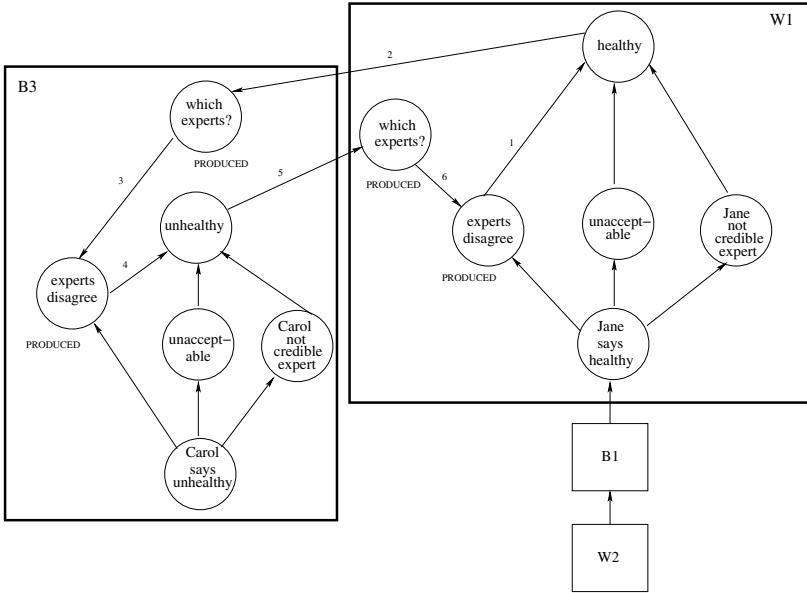 W1
healthy
2
B3
which
experts?
PRODUCED
which
experts?
PRODUCED
1
3
5
6
unhealthy
experts
disagree
PRODUCED
unaccept−
able
Jane
not
credible
expert
4
experts
disagree
PRODUCED
unaccept−
able
Carol
not
credible
expert
Jane
says
healthy
Carol
says
unhealthy
B1
W2